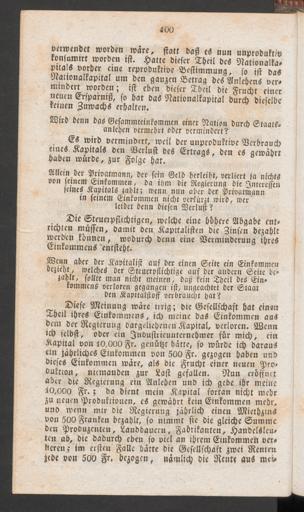 400
verwendet worden wäre, statt daß es nun unproduktiv
konsumirt worden ist. Hatte dieser Theil des Nationalka-
pitals vorher eine reproduktive Bestimmung, so ist das
Nationalkapital um den ganzen Betrag des Anlehens ver-
mindert worden; ist eben dieser Theil die Frucht einer
neuen Ersparniß, so hat das Nationalkapital durch dieselbe
keinen Zuwachs erhalten.
Wird denn das Gesammteinkommen einer Nation durch Staats-
anlehen vermehrt oder vermindert?
Es wird vermindert, weil der unproduktive Verbrauch
eines Kapitals den Verlust des Ertrags, den es gewährt
haben würde, zur Folge hat.
Allein der Privatmann, der sein Geld herleiht, verliert ja nichts
von seinem Einkommen, da ihm die Regierung die Interessen
seines Kapitals zahlt; wenn nun aber der Privatmann
in seinem Einkommen nicht verkürzt wird, wer
leidet denn diesen Verlust?
Die Steuerpflichtigen, welche eine höhere Abgabe ent-
richten müssen, damit den Kapitalisten die Zinsen bezahlt
werden können, wodurch denn eine Verminderung ihres
Einkommens entsteht.
Wenn aber der Kapitalist auf der einen Seite ein Einkommen
bezieht, welches der Steuerpflichtige auf der andern Seite be-
zahlt, sollte man nicht meinen, daß kein Theil des Ein-
kommens verloren gegangen ist, ungeachtet der Staat
den Kapitalstoff verbraucht hat?
Diese Meinung wäre irrig; die Gesellschaft hat einen
Theil ihres Einkommens, ich meine das Einkommen aus
dem der Regierung dargeliehenen Kapital, verloren. Wenn
ich selbst, oder ein Industrieunternehmer für mich, ein
Kapital von 10,000 Fr. genützt hätte, so würde ich daraus
ein jährliches Einkommen von 500 Fr. gezogen haben und
dieses Einkommen wäre, als die Frucht einer neuen Pro-
duktion, niemanden zur Last gefallen. Nun eröffnet
aber die Regierung ein Anlehen und ich gebe ihr meine
10,000 Fr.; da dient mein Kapital fortan nicht mehr
zu neuen Produktionen, es gewährt kein Einkommen mehr,
und wenn mir die Regierung jährlich einen Miethzins
von 500 Franken bezahlt, so nimmt sie die gleiche Summe
den Produzenten, Landbauern, Fabrikanten, Handelsleu-
ten ab, die dadurch eben so viel an ihrem Einkommen ver-
lieren; im ersten Falle hätte die Gesellschaft zwei Renten
jede von 500 Fr. bezogen, nämlich die Rente aus mei-